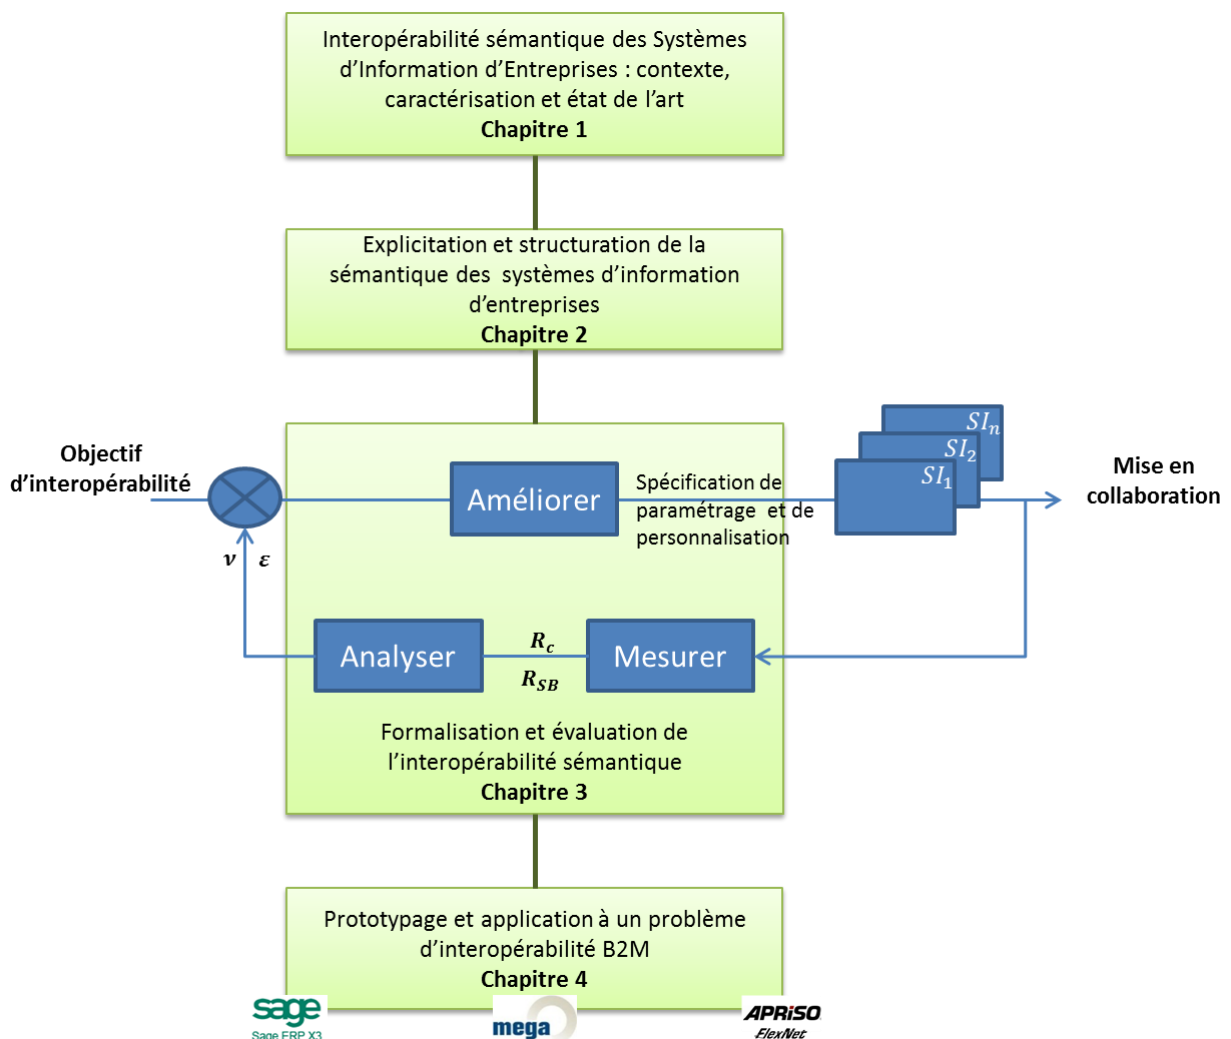 Interopérabilité sémantique des Systèmes
d’Information d’Entreprises : contexte,
caractérisation et état de l’art
Chapitre 1
Explicitation et structuration de la
sémantique des systèmes d’information
d’entreprises
Chapitre 2
Objectif
d’interopérabilité
Améliorer
Spécification de
paramétrage et de
personnalisation
SIn
SI2
SI1
Mise en
collaboration
ν ε
Analyser
Rc
RSB
Mesurer
Formalisation et évaluation de
l’interopérabilité sémantique
Chapitre 3
Prototypage et application à un problème
d’interopérabilité B2M
Chapitre 4
sage
Sage ERP X3
mega
APRISO
FlexNet